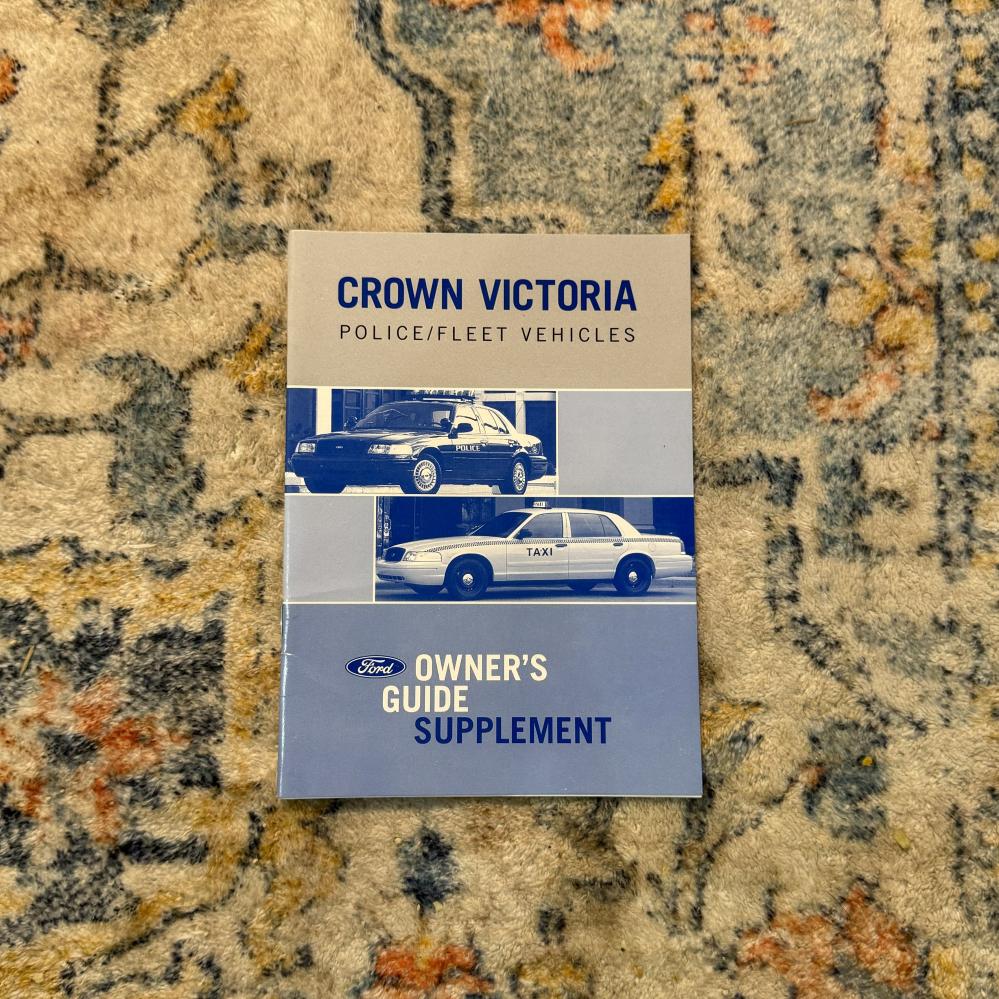 CROWN VICTORIA
POLICE/FLEET VEHICLES
POLICE
TAXI
Ford OWNER'S
GUIDE
SUPPLEMENT